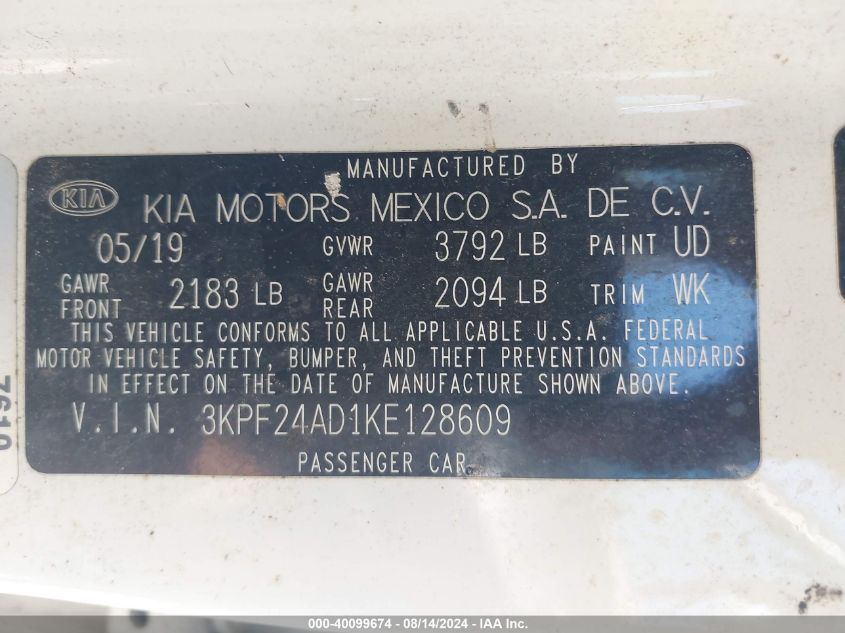 MANUFACTURED BY
KIA KIA MOTORS MEXICO S.A. DE C.V.
05/19 GVWR 3792 LB PAINT UD
GAWR FRONT 2183 LB GAWR REAR 2094 LB TRIM WK
THIS VEHICLE CONFORMS TO ALL APPLICABLE U.S.A. FEDERAL
MOTOR VEHICLE SAFETY, BUMPER, AND THEFT PREVENTION STANDARDS
IN EFFECT ON THE DATE OF MANUFACTURE SHOWN ABOVE.
V.I.N. 3KPF24AD1KE128609
PASSENGER CAR
000-40099674 - 08/14/2024 - IAA Inc.